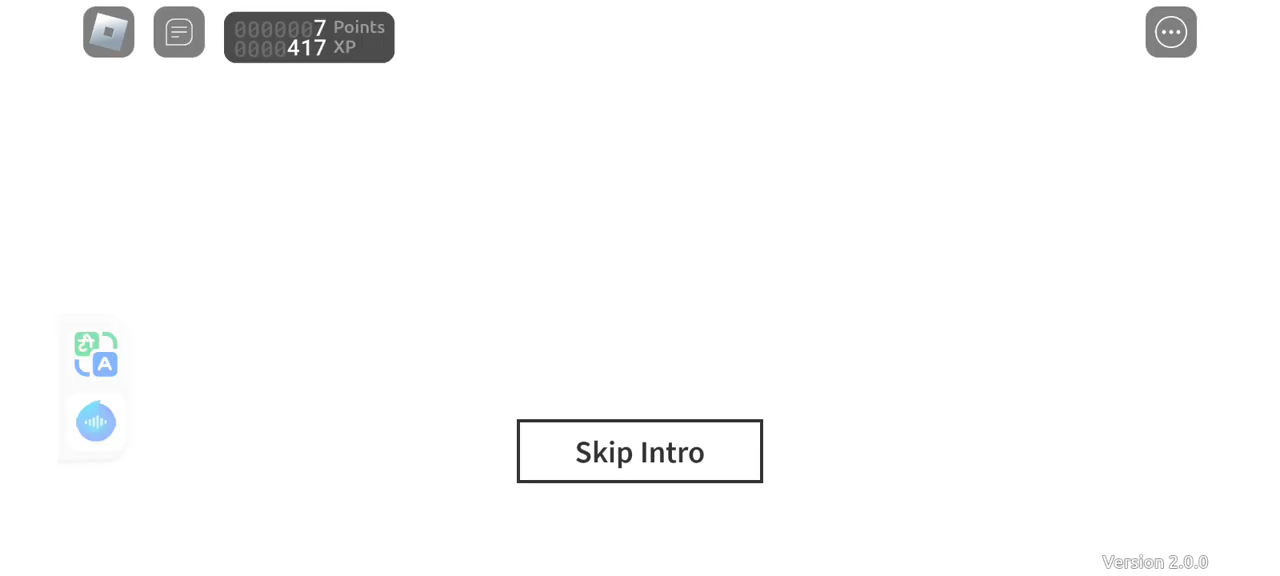 0000007 Points
0000417 XP
A
Skip Intro
Version 2.0.0